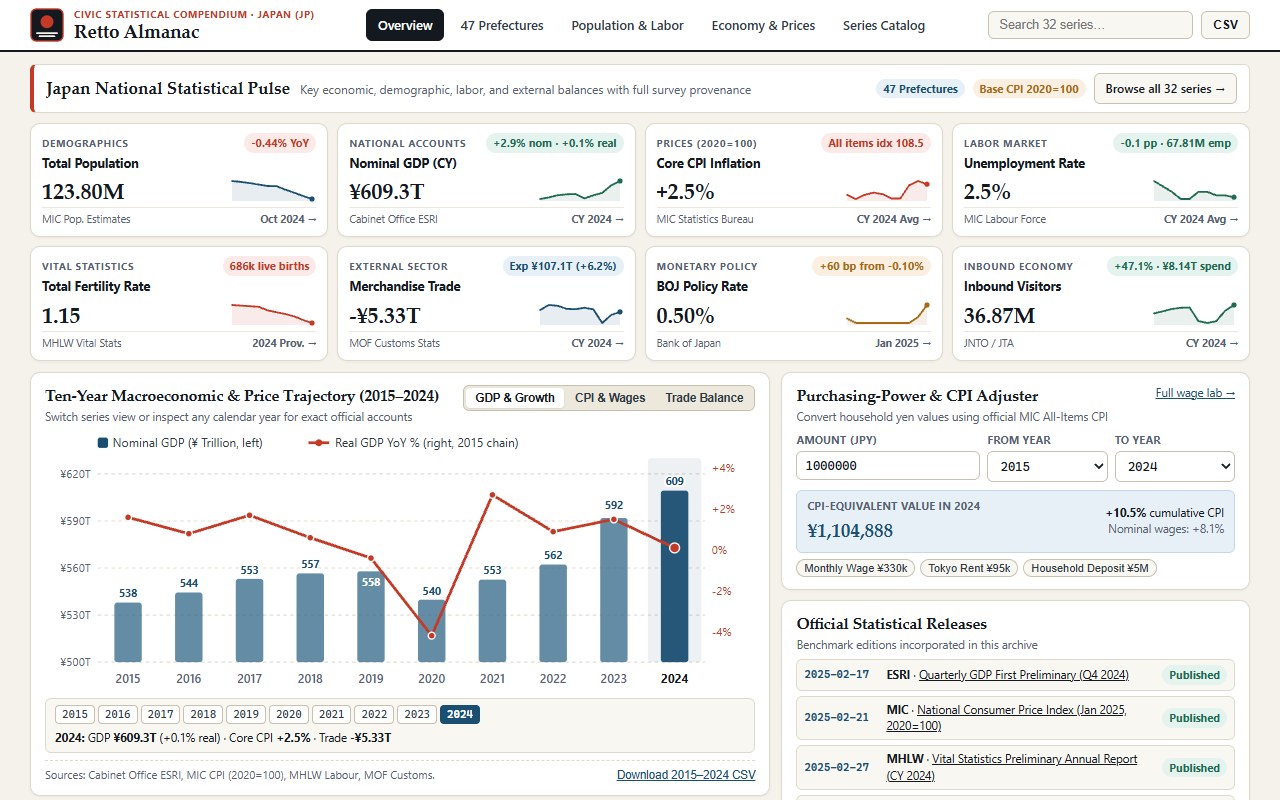 CIVIC STATISTICAL COMPENDIUM · JAPAN (JP)
Retto Almanac
Overview
47 Prefectures
Population & Labor
Economy & Prices
Series Catalog
Search 32 series...
CSV
Japan National Statistical Pulse
Key economic, demographic, labor, and external balances with full survey provenance
47 Prefectures
Base CPI 2020=100
Browse all 32 series →
DEMOGRAPHICS
-0.44% YoY
Total Population
123.80M
MIC Pop. Estimates
Oct 2024 →
NATIONAL ACCOUNTS
+2.9% nom · +0.1% real
Nominal GDP (CY)
¥609.3T
Cabinet Office ESRI
CY 2024 →
PRICES (2020=100)
All items idx 108.5
Core CPI Inflation
+2.5%
MIC Statistics Bureau
CY 2024 Avg →
LABOR MARKET
-0.1 pp · 67.81M emp
Unemployment Rate
2.5%
MIC Labour Force
CY 2024 Avg →
VITAL STATISTICS
686k live births
Total Fertility Rate
1.15
MHLW Vital Stats
2024 Prov. →
EXTERNAL SECTOR
Exp ¥107.1T (+6.2%)
Merchandise Trade
-¥5.33T
MOF Customs Stats
CY 2024 →
MONETARY POLICY
+60 bp from -0.10%
BOJ Policy Rate
0.50%
Bank of Japan
Jan 2025 →
INBOUND ECONOMY
+47.1% · ¥8.14T spend
Inbound Visitors
36.87M
JNTO / JTA
CY 2024 →
Ten-Year Macroeconomic & Price Trajectory (2015–2024)
Switch series view or inspect any calendar year for exact official accounts
GDP & Growth
CPI & Wages
Trade Balance
Nominal GDP (¥ Trillion, left)
Real GDP YoY % (right, 2015 chain)
¥620T
¥590T
¥560T
¥530T
¥500T
+4%
+2%
0%
-2%
-4%
538
544
553
557
558
540
553
562
592
609
2015
2016
2017
2018
2019
2020
2021
2022
2023
2024
2015
2016
2017
2018
2019
2020
2021
2022
2023
2024
2024: GDP ¥609.3T (+0.1% real) · Core CPI +2.5% · Trade -¥5.33T
Sources: Cabinet Office ESRI, MIC CPI (2020=100), MHLW Labour, MOF Customs.
Download 2015–2024 CSV
Purchasing-Power & CPI Adjuster
Full wage lab →
Convert household yen values using official MIC All-Items CPI
AMOUNT (JPY)
FROM YEAR
TO YEAR
1000000
2015
2024
CPI-EQUIVALENT VALUE IN 2024
¥1,104,888
+10.5% cumulative CPI
Nominal wages: +8.1%
Monthly Wage ¥330k
Tokyo Rent ¥95k
Household Deposit ¥5M
Official Statistical Releases
Benchmark editions incorporated in this archive
2025-02-17
ESRI · Quarterly GDP First Preliminary (Q4 2024)
Published
2025-02-21
MIC · National Consumer Price Index (Jan 2025,
2020=100)
Published
2025-02-27
MHLW · Vital Statistics Preliminary Annual Report
(CY 2024)
Published